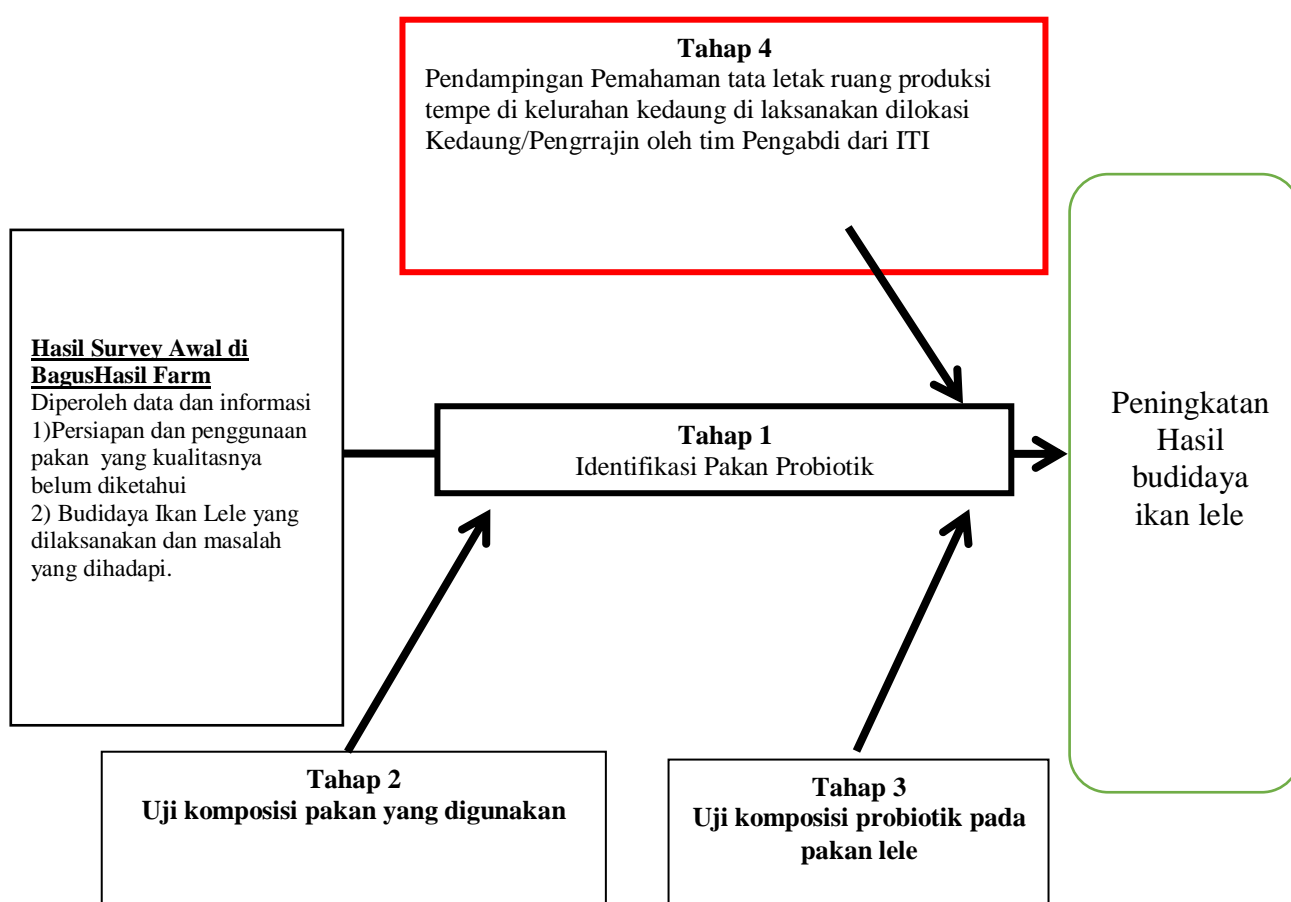 Tahap 4
Pendampingan Pemahaman tata letak ruang produksi
tempe di kelurahan kedaung di laksanakan dilokasi
Kedaung/Pengrrajin oleh tim Pengabdi dari ITI
Hasil Survey Awal di
BagusHasil Farm
Diperoleh data dan informasi
1)Persiapan dan penggunaan
pakan yang kualitasnya
belum diketahui
2) Budidaya Ikan Lele yang
dilaksanakan dan masalah
yang dihadapi.
Tahap 1
Identifikasi Pakan Probiotik
Peningkatan
Hasil
budidaya
ikan lele
Tahap 2
Uji komposisi pakan yang digunakan
Tahap 3
Uji komposisi probiotik pada
pakan lele